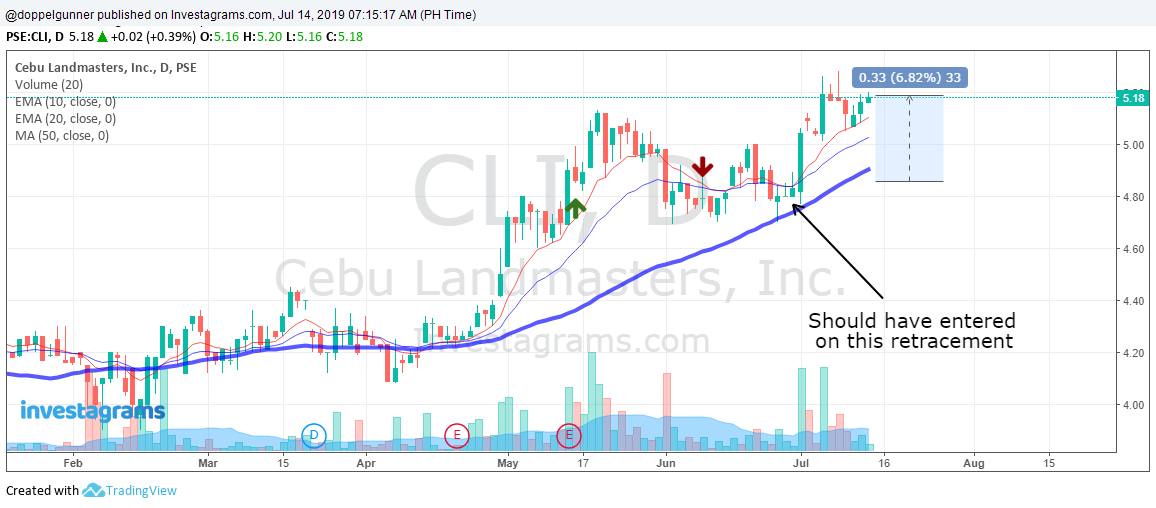 @doppelgunner published on Investagrams.com, Jul 14, 2019 07:15:17 AM (PH Time)
PSE:CLI, D 5.18 ▲ +0.02 (+0.39%) O:5.16 H:5.20 L:5.16 C:5.18
Cebu Landmasters, Inc., D, PSE
Volume (20)
EMA (10, close, 0)
EMA (20, close, 0)
MA (50, close, 0)
0.33 (6.82%) 33
5.18
5.00
4.80
4.60
4.40
4.20
4.00
CLI, D
Cebu Landmasters, Inc.
Investagrams.com
Should have entered
on this retracement
investagrams
D
E
E
Feb Mar 15 Apr May 17 Jun Jul 16 Aug 15
Created with TradingView